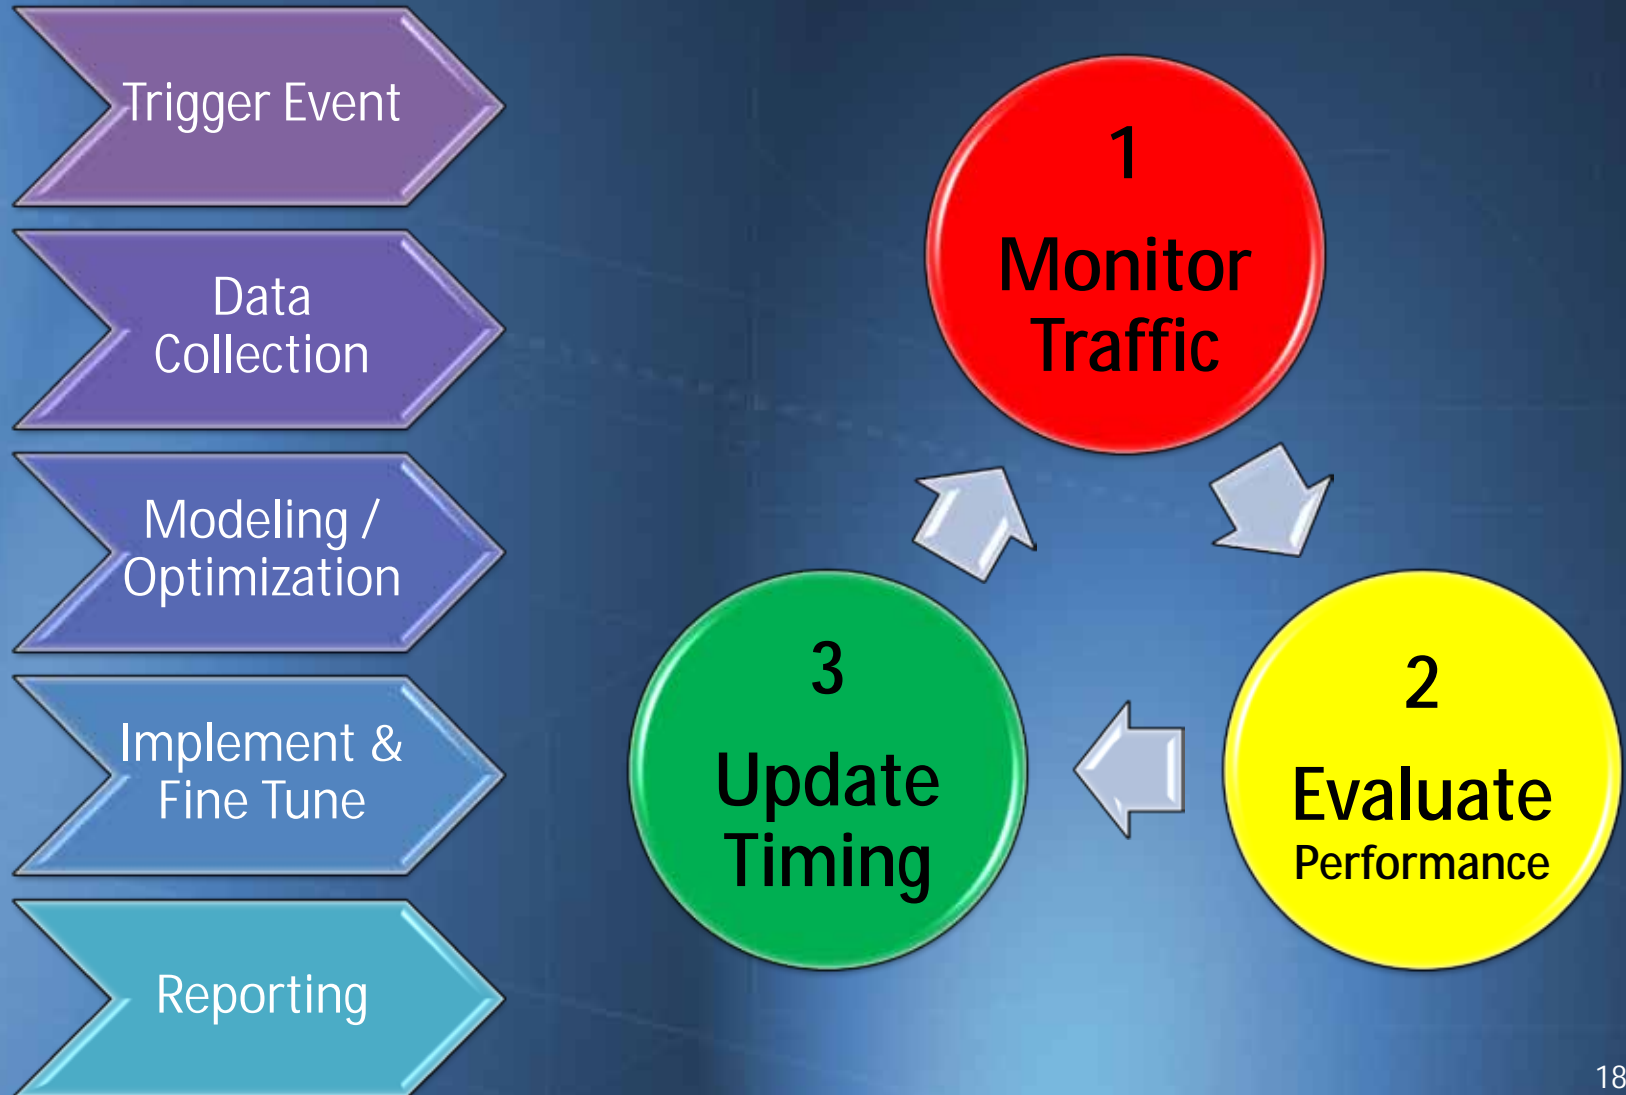 Trigger Event
Data
Collection
Modeling /
Optimization
Implement &
Fine Tune
Reporting
1
Monitor
Traffic
2
Evaluate
Performance
3
Update
Timing
18